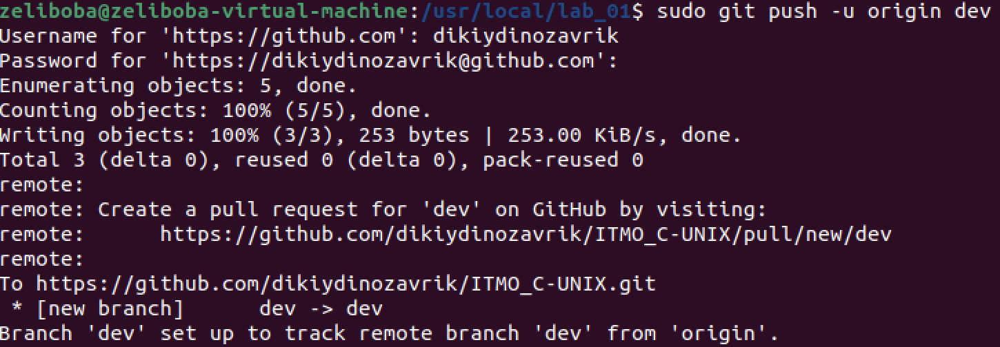 zeliboba@zeliboba-virtual-machine:/usr/local/lab_01$ sudo git push -u origin dev
Username for 'https://github.com': dikiydinozavrik
Password for 'https://dikiydinozavrik@github.com':
Enumerating objects: 5, done.
Counting objects: 100% (5/5), done.
Writing objects: 100% (3/3), 253 bytes | 253.00 KiB/s, done.
Total 3 (delta 0), reused 0 (delta 0), pack-reused 0
remote:
remote: Create a pull request for 'dev' on GitHub by visiting:
remote:      https://github.com/dikiydinozavrik/ITMO_C-UNIX/pull/new/dev
remote:
To https://github.com/dikiydinozavrik/ITMO_C-UNIX.git
 * [new branch]      dev -> dev
Branch 'dev' set up to track remote branch 'dev' from 'origin'.